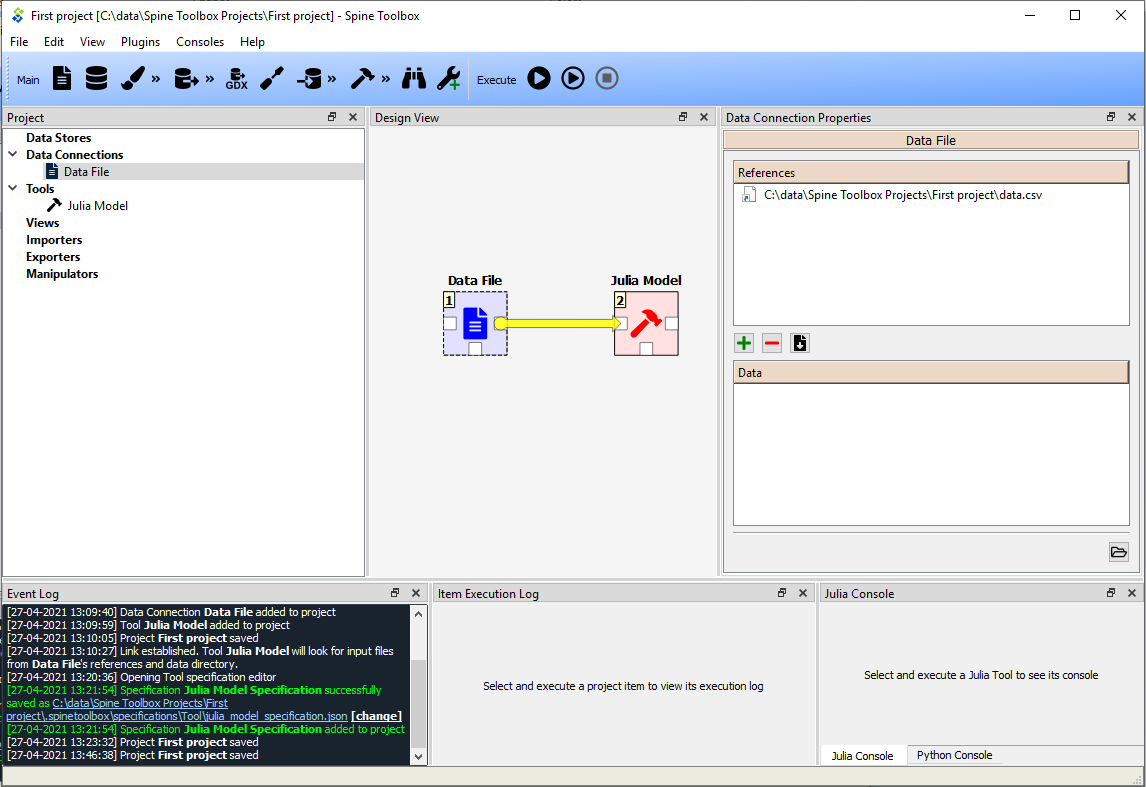 First project [C:\data\Spine Toolbox Projects\First project] - Spine Toolbox
File Edit View Plugins Consoles Help
Main » » GDX » » Execute
Project
Data Stores
Data Connections
Data File
Tools
Julia Model
Views
Importers
Exporters
Manipulators
Design View
Data File
1
Julia Model
2
Data Connection Properties
Data File
References
C:\data\Spine Toolbox Projects\First project\data.csv
Data
Event Log
[27-04-2021 13:09:40] Data Connection Data File added to project
[27-04-2021 13:09:59] Tool Julia Model added to project
[27-04-2021 13:10:05] Project First project saved
[27-04-2021 13:10:27] Link established. Tool Julia Model will look for input files
from Data File's references and data directory.
[27-04-2021 13:20:36] Opening Tool specification editor
[27-04-2021 13:21:54] Specification Julia Model Specification successfully
saved as C:\data\Spine Toolbox Projects\First
project\.spinetoolbox\specifications\Tool\julia_model_specification.json [change]
[27-04-2021 13:21:54] Specification Julia Model Specification added to project
[27-04-2021 13:23:32] Project First project saved
[27-04-2021 13:46:38] Project First project saved
Item Execution Log
Select and execute a project item to view its execution log
Julia Console
Select and execute a Julia Tool to see its console
Julia Console Python Console